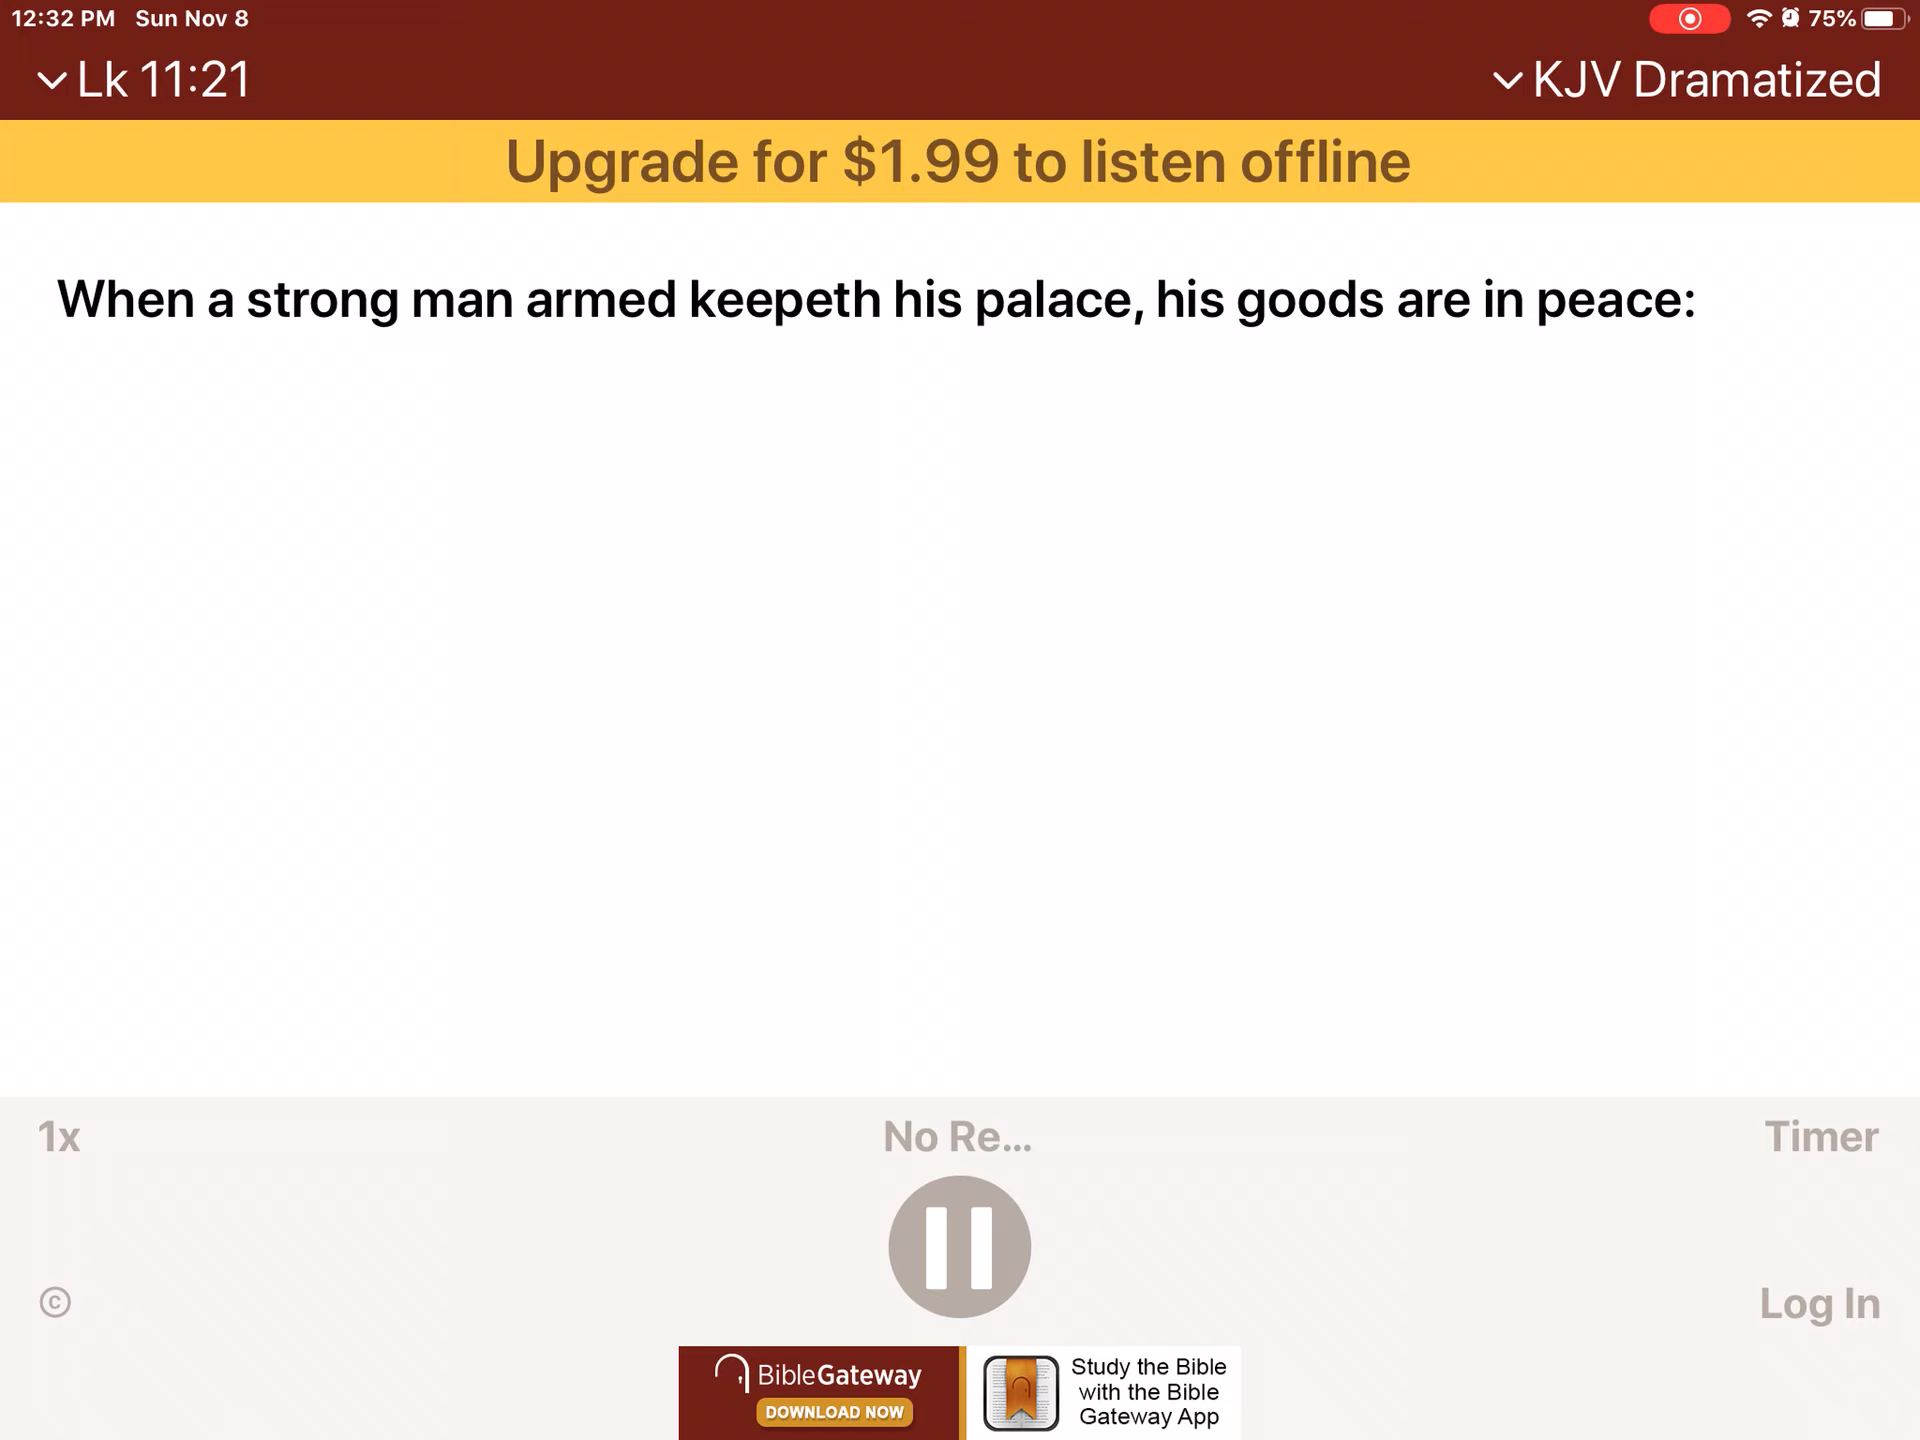 12:32 PM Sun Nov 8 75%
Lk 11:21 KJV Dramatized
Upgrade for $1.99 to listen offline
When a strong man armed keepeth his palace, his goods are in peace:
1x No Re... Timer
© Log In
BibleGateway
DOWNLOAD NOW
Study the Bible
with the Bible
Gateway App